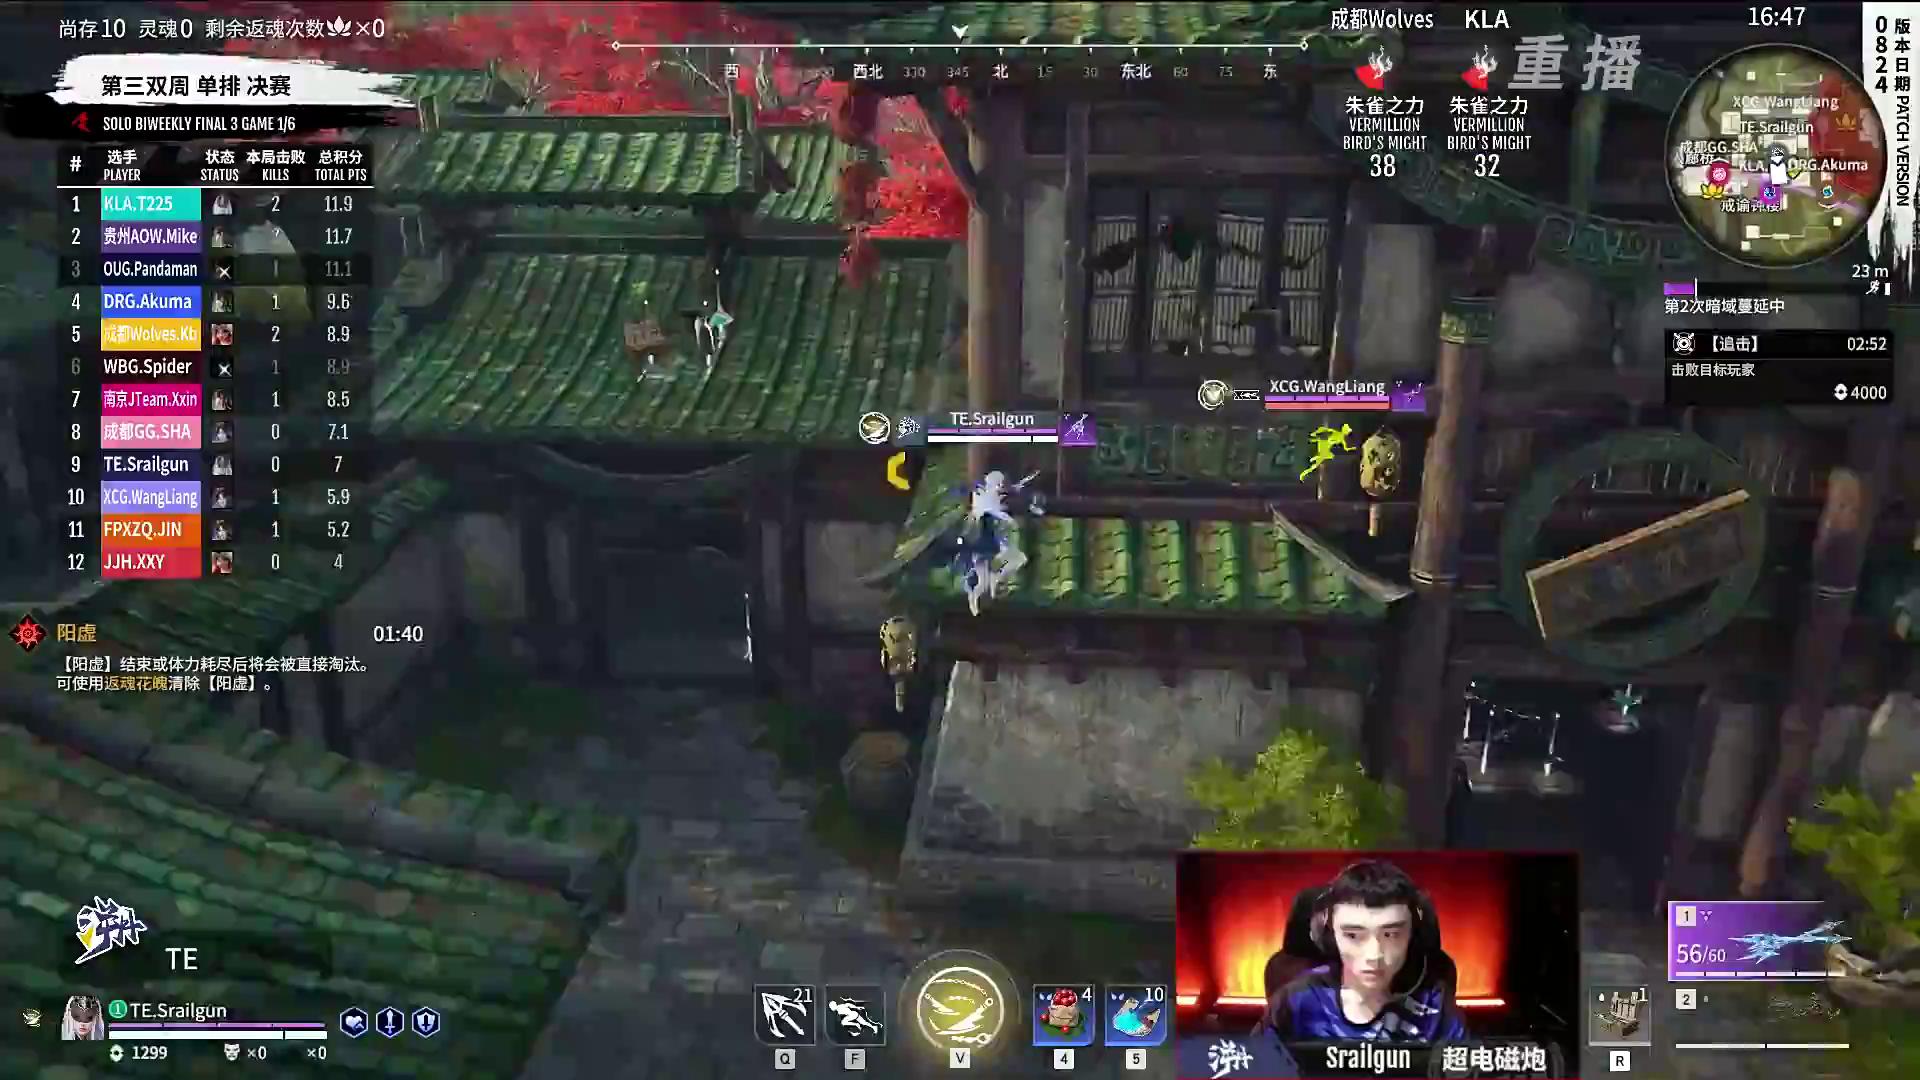 尚存10 灵魂0 剩余返魂次数×0
西 西北 330 345 北 15 30 东北 60 75 东
成都Wolves KLA
重播
16:47
版本日期 PATCH VERSION
0824
第三双周 单排 决赛
SOLO BIWEEKLY FINAL 3 GAME 1/6
# 选手 状态 本局击败 总积分
PLAYER STATUS KILLS TOTAL PTS
1 KLA.T225 2 11.9
2 贵州AOW.Mike 11.7
3 OUG.Pandaman 1 11.1
4 DRG.Akuma 1 9.6
5 成都Wolves.Kb 2 8.9
6 WBG.Spider 1 8.9
7 南京JTeam.Xxin 1 8.5
8 成都GG.SHA 0 7.1
9 TE.Srailgun 0 7
10 XCG.WangLiang 1 5.9
11 FPXZQ.JIN 1 5.2
12 JJH.XXY 0 4
朱雀之力 朱雀之力
VERMILLION VERMILLION
BIRD'S MIGHT BIRD'S MIGHT
38 32
XCG.WangLiang
TE.Srailgun
成都GG.SHA
KLA. DRG.Akuma
戒谕钟楼
23 m
第2次暗域蔓延中
【追击】 02:52
击败目标玩家
4000
XCG.WangLiang
TE.Srailgun
阳虚 01:40
【阳虚】结束或体力耗尽后将会被直接淘汰。
可使用返魂花魄清除【阳虚】。
TE
1 TE.Srailgun
1299 ×0 ×0
21 4 10 1
Q F V 4 5 R
Srailgun 超电磁炮
1
56/60
2